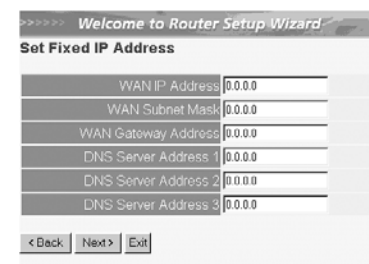 >>>>> Welcome to Router Setup Wizard
Set Fixed IP Address
WAN IP Address 0.0.0.0
WAN Subnet Mask 0.0.0.0
WAN Gateway Address 0.0.0.0
DNS Server Address 1 0.0.0.0
DNS Server Address 2 0.0.0.0
DNS Server Address 3 0.0.0.0
< Back Next > Exit